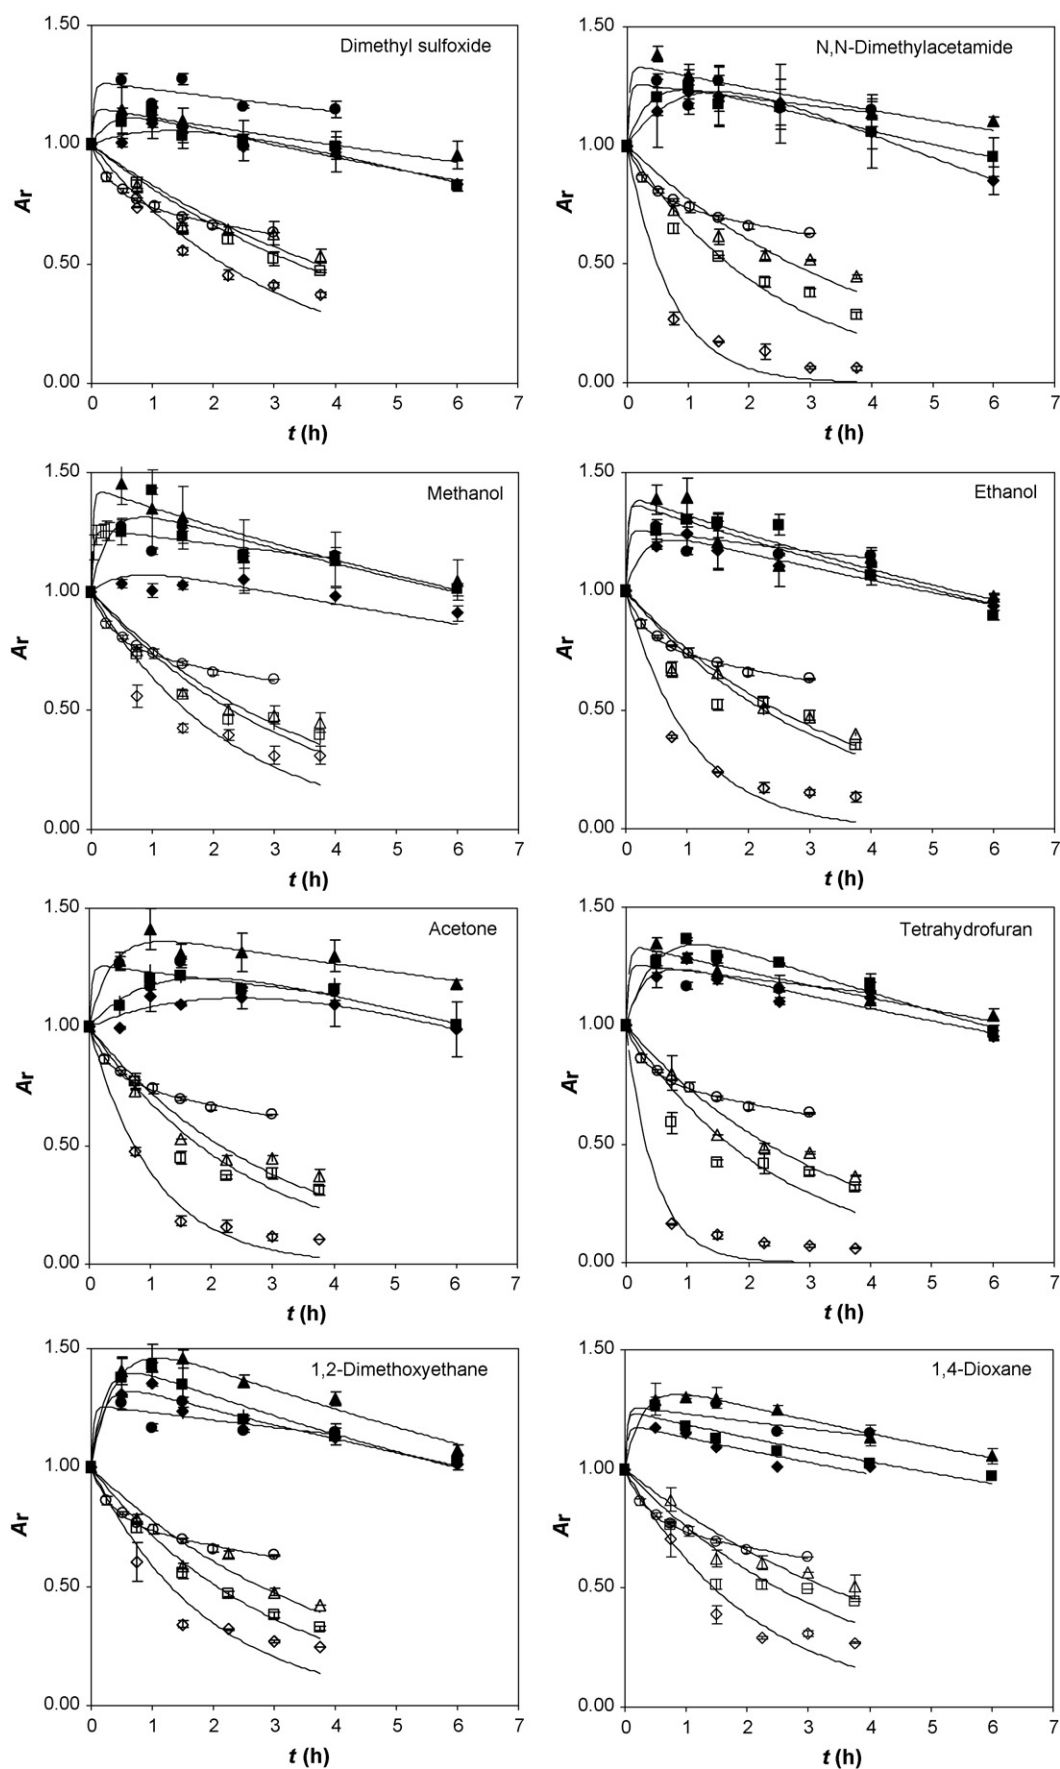 Dimethyl sulfoxide
1.50
1.00
0.50
0.00
Ar
0 1 2 3 4 5 6 7
t (h)
N,N-Dimethylacetamide
1.50
1.00
0.50
0.00
Ar
0 1 2 3 4 5 6 7
t (h)
Methanol
1.50
1.00
0.50
0.00
Ar
0 1 2 3 4 5 6 7
t (h)
Ethanol
1.50
1.00
0.50
0.00
Ar
0 1 2 3 4 5 6 7
t (h)
Acetone
1.50
1.00
0.50
0.00
Ar
0 1 2 3 4 5 6 7
t (h)
Tetrahydrofuran
1.50
1.00
0.50
0.00
Ar
0 1 2 3 4 5 6 7
t (h)
1,2-Dimethoxyethane
1.50
1.00
0.50
0.00
Ar
0 1 2 3 4 5 6 7
t (h)
1,4-Dioxane
1.50
1.00
0.50
0.00
Ar
0 1 2 3 4 5 6 7
t (h)